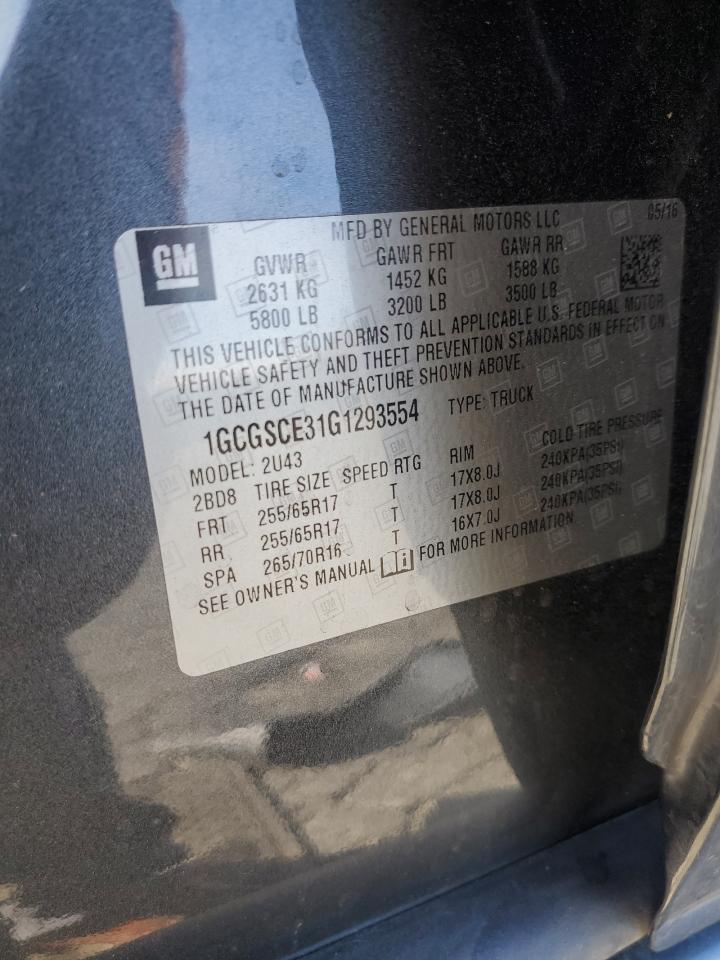 GM
MFD BY GENERAL MOTORS LLC 05/16
GVWR GAWR FRT GAWR RR
2631 KG 1452 KG 1588 KG
5800 LB 3200 LB 3500 LB
THIS VEHICLE CONFORMS TO ALL APPLICABLE U.S. FEDERAL MOTOR
VEHICLE SAFETY AND THEFT PREVENTION STANDARDS IN EFFECT ON
THE DATE OF MANUFACTURE SHOWN ABOVE.
1GCGSCE31G1293554 TYPE: TRUCK
MODEL: 2U43
2BD8 TIRE SIZE SPEED RTG RIM COLD TIRE PRESSURE
FRT 255/65R17 T 17X8.0J 240KPA(35PSI)
RR 255/65R17 T 17X8.0J 240KPA(35PSI)
SPA 265/70R16 T 16X7.0J 240KPA(35PSI)
SEE OWNER'S MANUAL FOR MORE INFORMATION